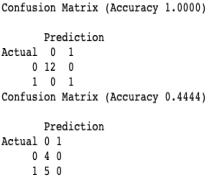 Confusion Matrix (Accuracy 1.0000)
Prediction
Actual 0 1
0 12 0
1 0 1
Confusion Matrix (Accuracy 0.4444)
Prediction
Actual 0 1
0 4 0
1 5 0